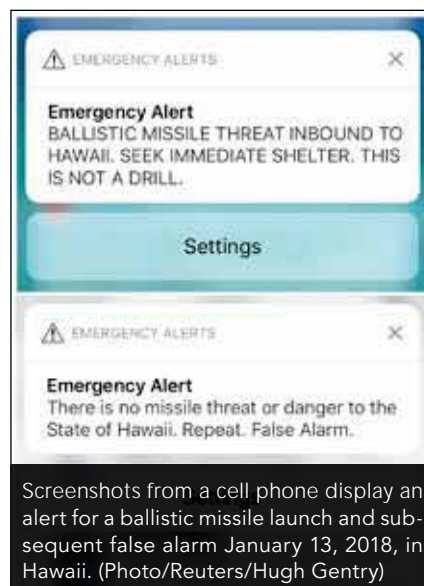 EMERGENCY ALERTS
Emergency Alert
BALLISTIC MISSILE THREAT INBOUND TO
HAWAII. SEEK IMMEDIATE SHELTER. THIS
IS NOT A DRILL.
Settings
EMERGENCY ALERTS
Emergency Alert
There is no missile threat or danger to the
State of Hawaii. Repeat. False Alarm.
Settings
Screenshots from a cell phone display an
alert for a ballistic missile launch and sub-
sequent false alarm January 13, 2018, in
Hawaii. (Photo/Reuters/Hugh Gentry)